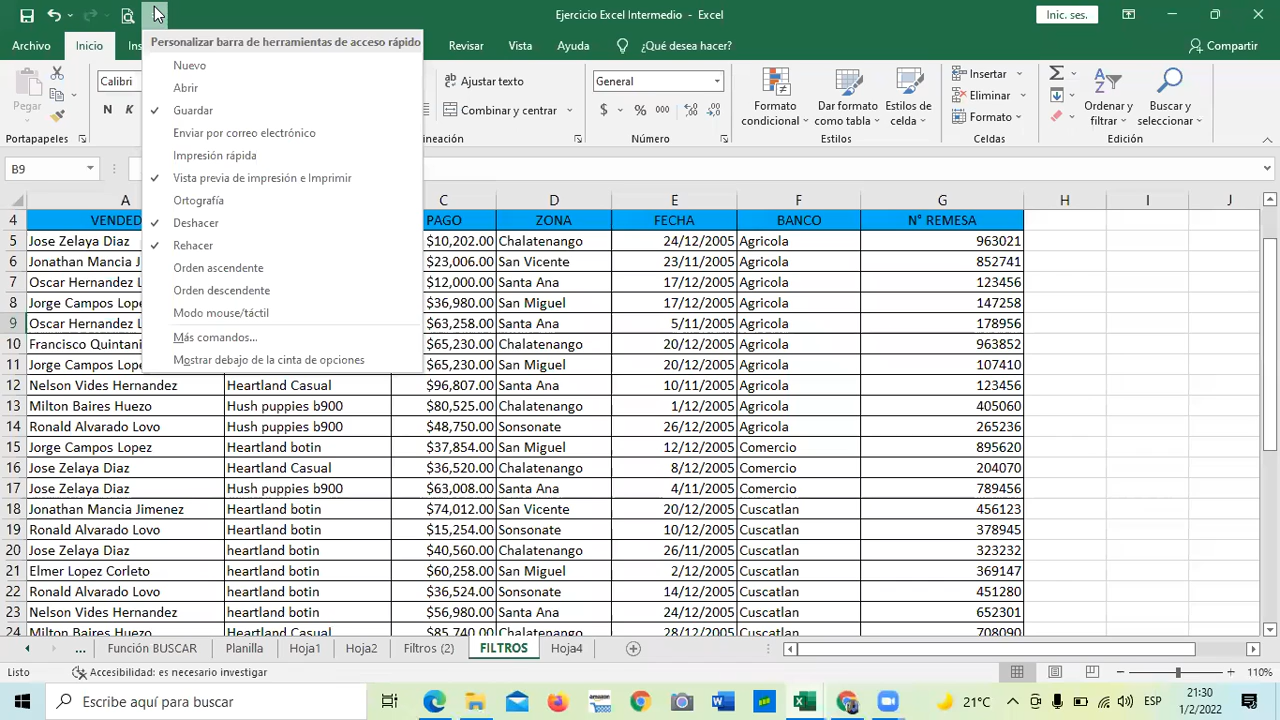 Ejercicio Excel Intermedio - Excel
Inic. ses.
Archivo Inicio Ins Revisar Vista Ayuda ¿Qué desea hacer? Compartir
Personalizar barra de herramientas de acceso rápido
Nuevo
Abrir
Guardar
Enviar por correo electrónico
Impresión rápida
Vista previa de impresión e Imprimir
Ortografía
Deshacer
Rehacer
Orden ascendente
Orden descendente
Modo mouse/táctil
Más comandos...
Mostrar debajo de la cinta de opciones
Pegar
Portapapeles
Calibri
N K
Ajustar texto
Combinar y centrar
ineación
General
$ % 000
Número
Formato condicional
Dar formato como tabla
Estilos de celda
Estilos
Insertar
Eliminar
Formato
Celdas
Ordenar y filtrar
Buscar y seleccionar
Edición
B9
A C D E F G H I J
4 VENDED PAGO ZONA FECHA BANCO N° REMESA
5 Jose Zelaya Diaz $10,202.00 Chalatenango 24/12/2005 Agricola 963021
6 Jonathan Mancia J $23,006.00 San Vicente 23/11/2005 Agricola 852741
7 Oscar Hernandez L $12,000.00 Santa Ana 17/12/2005 Agricola 123456
8 Jorge Campos Lope $36,980.00 San Miguel 17/12/2005 Agricola 147258
9 Oscar Hernandez L $63,258.00 Santa Ana 5/11/2005 Agricola 178956
10 Francisco Quintani $65,230.00 Chalatenango 20/12/2005 Agricola 963852
11 Jorge Campos Lope $65,230.00 San Miguel 20/12/2005 Agricola 107410
12 Nelson Vides Hernandez Heartland Casual $96,807.00 Santa Ana 10/11/2005 Agricola 123456
13 Milton Baires Huezo Hush puppies b900 $80,525.00 Chalatenango 1/12/2005 Agricola 405060
14 Ronald Alvarado Lovo Hush puppies b900 $48,750.00 Sonsonate 26/12/2005 Agricola 265236
15 Jorge Campos Lopez Heartland botin $37,854.00 San Miguel 12/12/2005 Comercio 895620
16 Jose Zelaya Diaz Heartland Casual $36,520.00 Chalatenango 8/12/2005 Comercio 204070
17 Jose Zelaya Diaz Hush puppies b900 $63,008.00 Santa Ana 4/11/2005 Comercio 789456
18 Jonathan Mancia Jimenez Heartland botin $74,012.00 San Vicente 20/12/2005 Cuscatlan 456123
19 Ronald Alvarado Lovo Heartland botin $15,254.00 Sonsonate 10/12/2005 Cuscatlan 378945
20 Jose Zelaya Diaz heartland botin $40,560.00 Chalatenango 26/11/2005 Cuscatlan 323232
21 Elmer Lopez Corleto heartland botin $60,258.00 San Miguel 2/12/2005 Cuscatlan 369147
22 Ronald Alvarado Lovo heartland botin $36,524.00 Sonsonate 14/12/2005 Cuscatlan 451280
23 Nelson Vides Hernandez heartland botin $56,980.00 Santa Ana 24/12/2005 Cuscatlan 652301
24 Milton Baires Huezo Heartland Casual $85,740.00 Chalatenango 28/12/2005 Cuscatlan 708090
... Función BUSCAR Planilla Hoja1 Hoja2 Filtros (2) FILTROS Hoja4
Listo Accesibilidad: es necesario investigar 110%
Escribe aquí para buscar 21°C ESP 21:30
1/2/2022